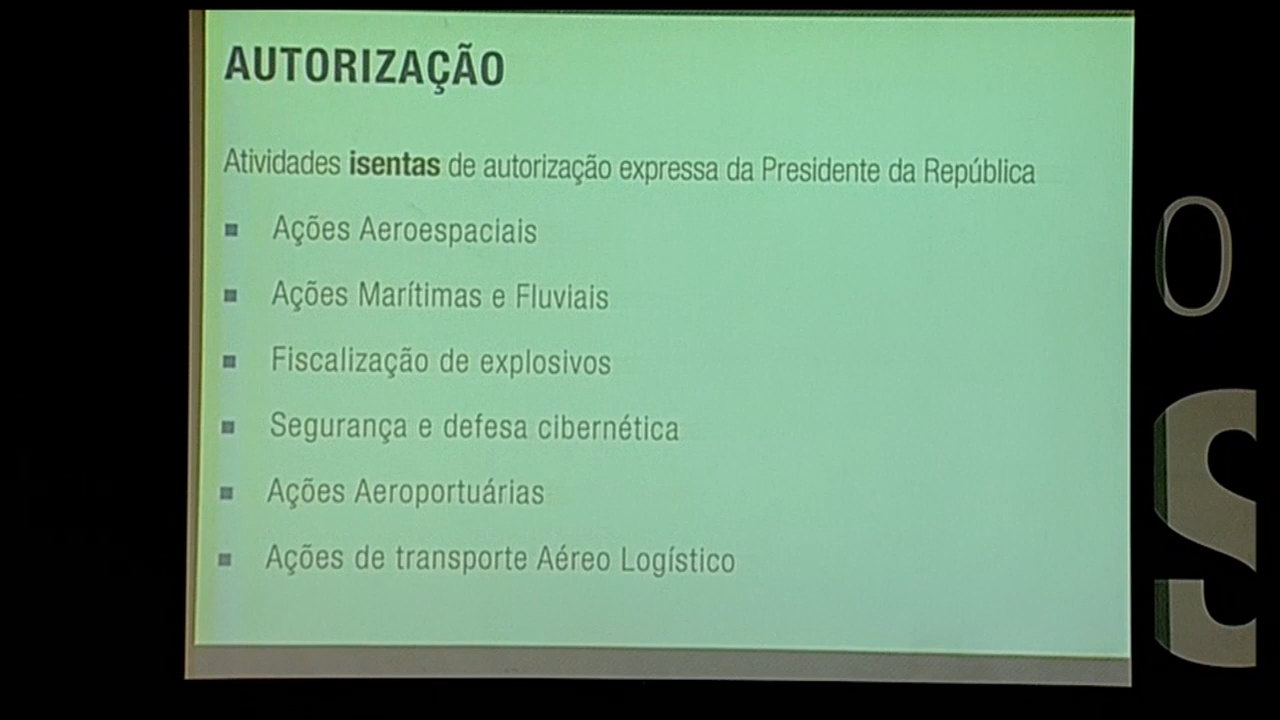 AUTORIZAÇÃO
Atividades isentas de autorização expressa da Presidente da República
Ações Aeroespaciais
Ações Marítimas e Fluviais
Fiscalização de explosivos
Segurança e defesa cibernética
Ações Aeroportuárias
Ações de transporte Aéreo Logístico
O
S